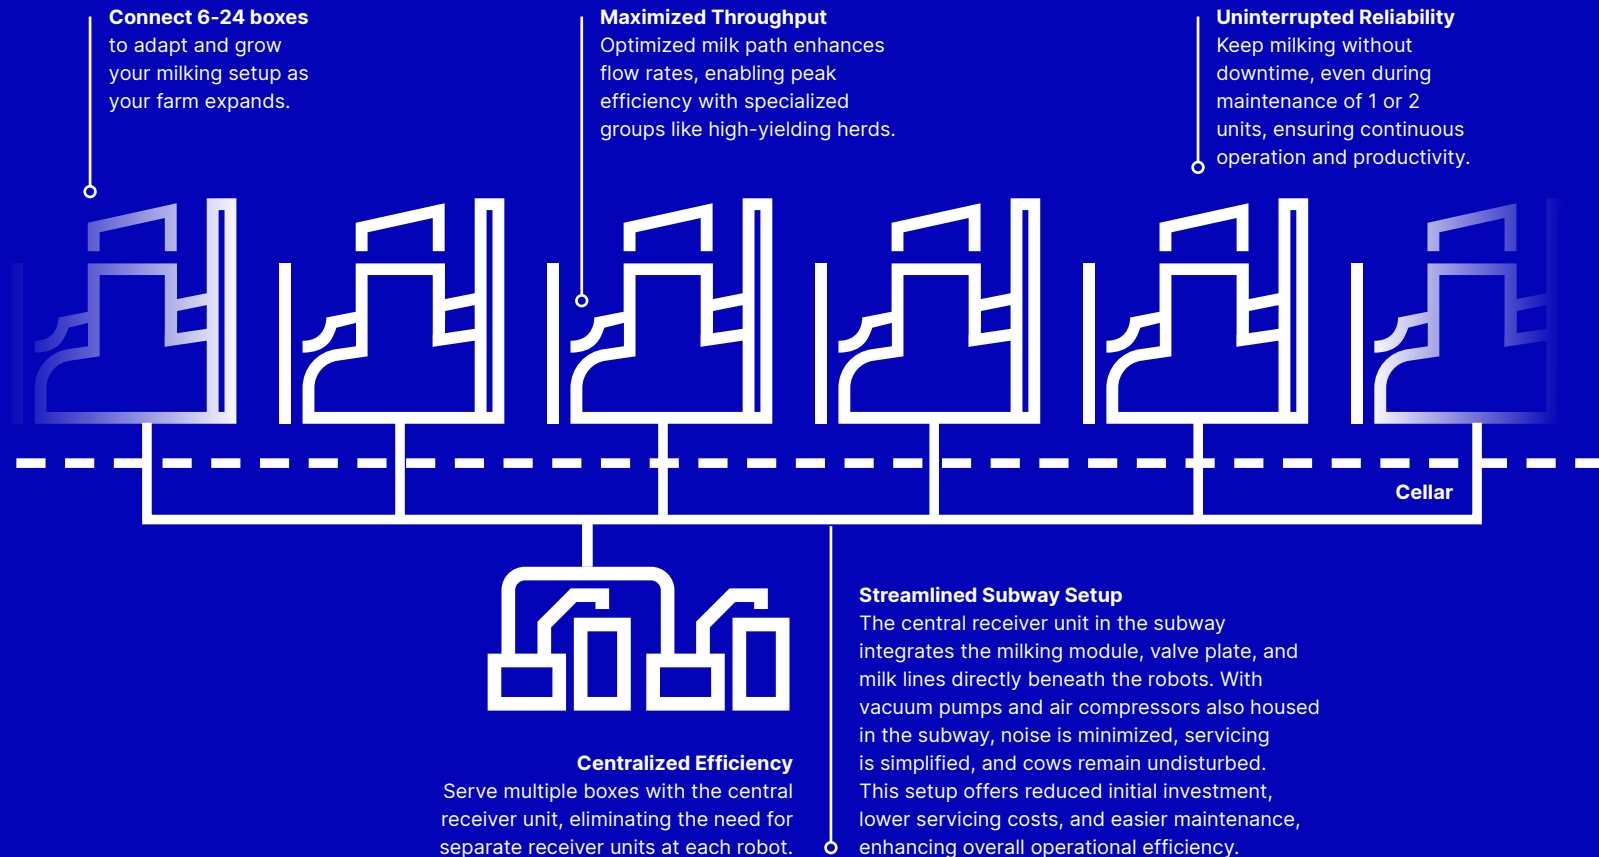 Connect 6-24 boxes
to adapt and grow
your milking setup as
your farm expands.
Maximized Throughput
Optimized milk path enhances
flow rates, enabling peak
efficiency with specialized
groups like high-yielding herds.
Uninterrupted Reliability
Keep milking without
downtime, even during
maintenance of 1 or 2
units, ensuring continuous
operation and productivity.
Cellar
Centralized Efficiency
Serve multiple boxes with the central
receiver unit, eliminating the need for
separate receiver units at each robot.
Streamlined Subway Setup
The central receiver unit in the subway
integrates the milking module, valve plate, and
milk lines directly beneath the robots. With
vacuum pumps and air compressors also housed
in the subway, noise is minimized, servicing
is simplified, and cows remain undisturbed.
This setup offers reduced initial investment,
lower servicing costs, and easier maintenance,
enhancing overall operational efficiency.